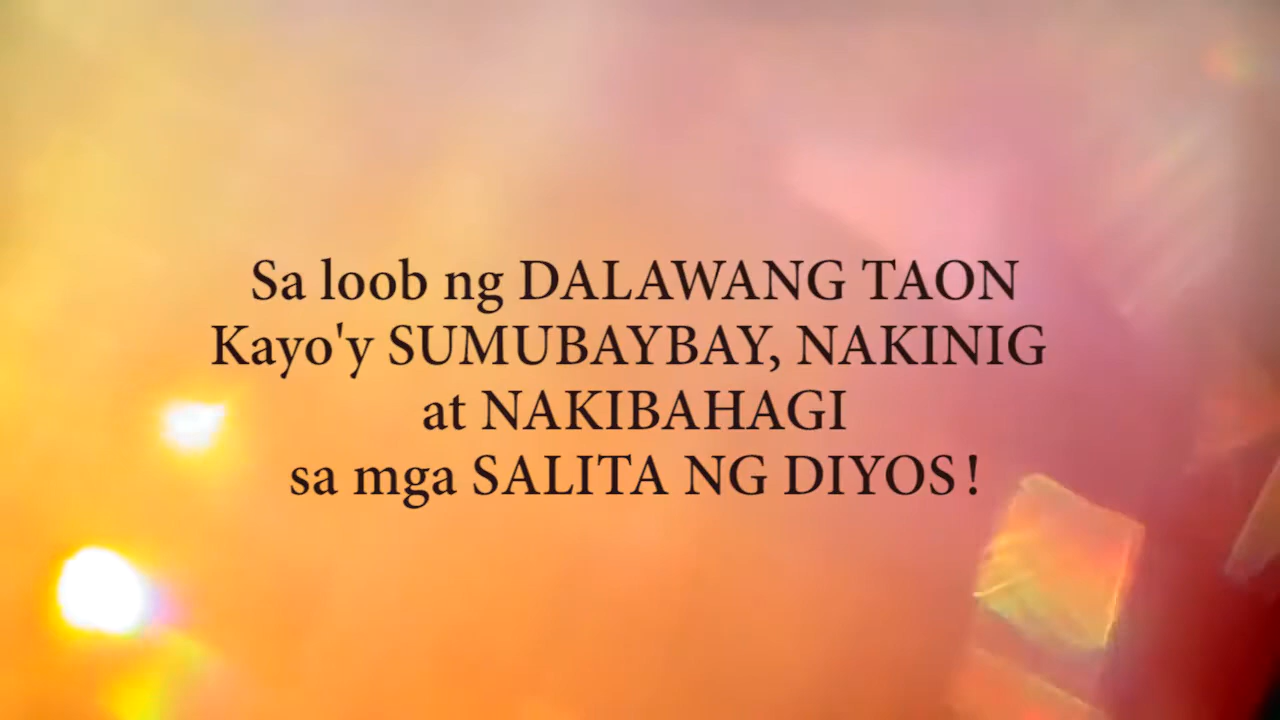 Sa loob ng DALAWANG TAON
Kayo'y SUMUBAYBAY, NAKINIG
at NAKIBAHAGI
sa mga SALITA NG DIYOS!